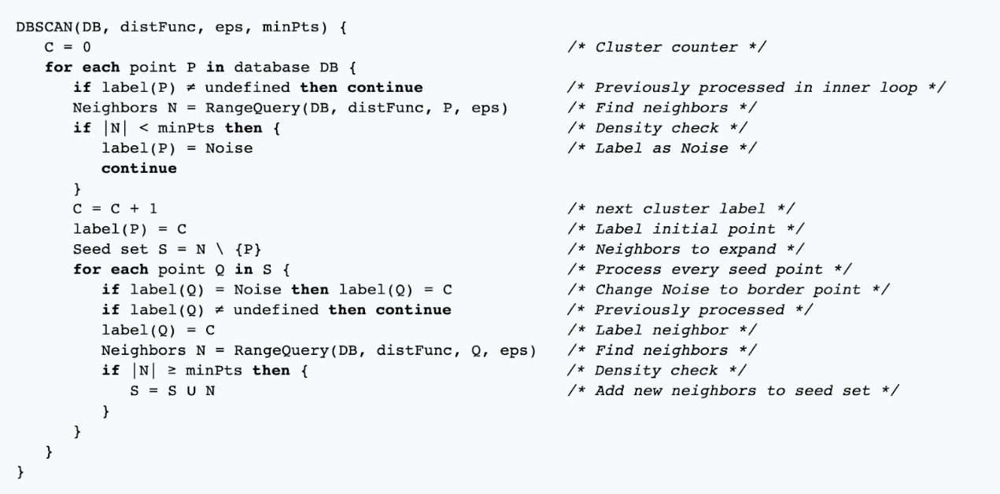 DBSCAN(DB, distFunc, eps, minPts) {
   C = 0                                                  /* Cluster counter */
   for each point P in database DB {
      if label(P) ≠ undefined then continue               /* Previously processed in inner loop */
      Neighbors N = RangeQuery(DB, distFunc, P, eps)      /* Find neighbors */
      if |N| < minPts then {                              /* Density check */
         label(P) = Noise                                 /* Label as Noise */
         continue
      }
      C = C + 1                                           /* next cluster label */
      label(P) = C                                        /* Label initial point */
      Seed set S = N \ {P}                                /* Neighbors to expand */
      for each point Q in S {                             /* Process every seed point */
         if label(Q) = Noise then label(Q) = C            /* Change Noise to border point */
         if label(Q) ≠ undefined then continue            /* Previously processed */
         label(Q) = C                                     /* Label neighbor */
         Neighbors N = RangeQuery(DB, distFunc, Q, eps)   /* Find neighbors */
         if |N| ≥ minPts then {                           /* Density check */
            S = S ∪ N                                     /* Add new neighbors to seed set */
         }
      }
   }
}